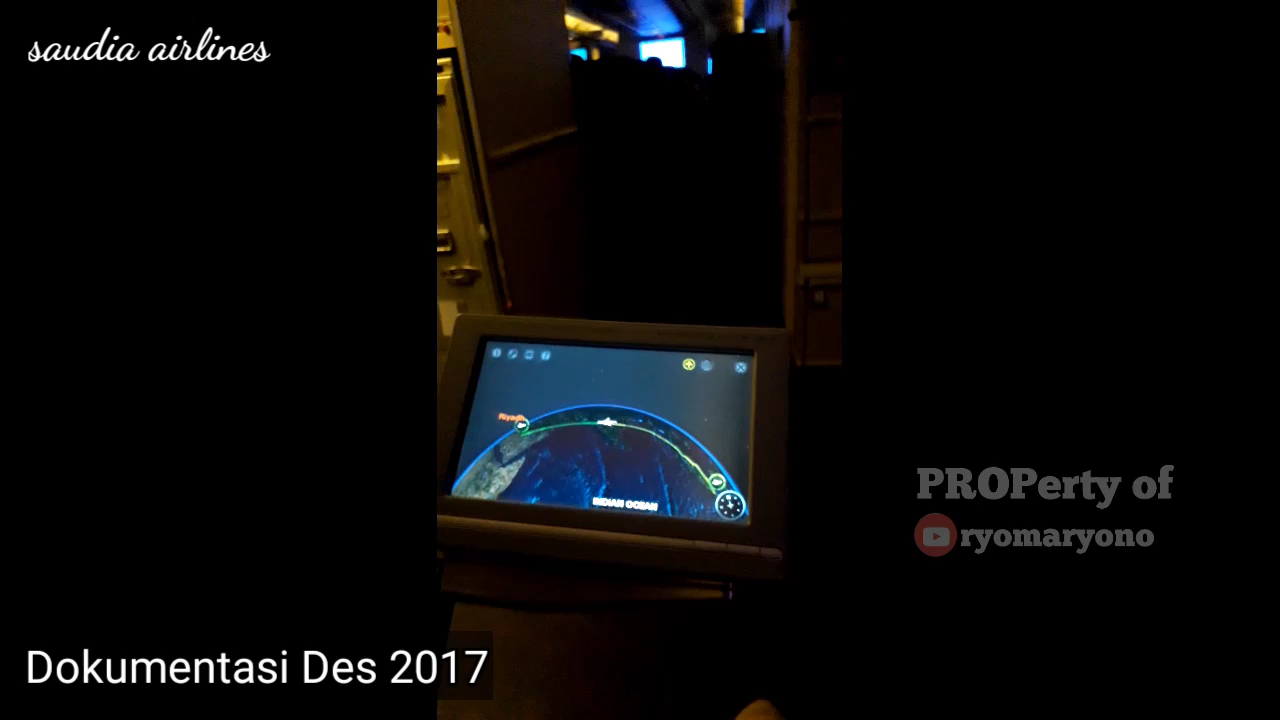 saudia airlines
Riyadh
INDIAN OCEAN
PROPerty of
ryomaryono
Dokumentasi Des 2017